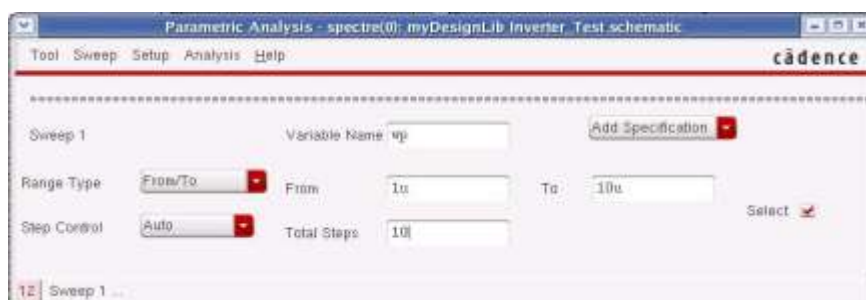 Parametric Analysis - spectre(0): myDesignLib Inverter_Test schematic
Tool Sweep Setup Analysis Help cādence
Sweep 1 Variable Name wp Add Specification
Range Type From/To From 1u To 10u
Step Control Auto Total Steps 10 Select
12 Sweep 1 ...